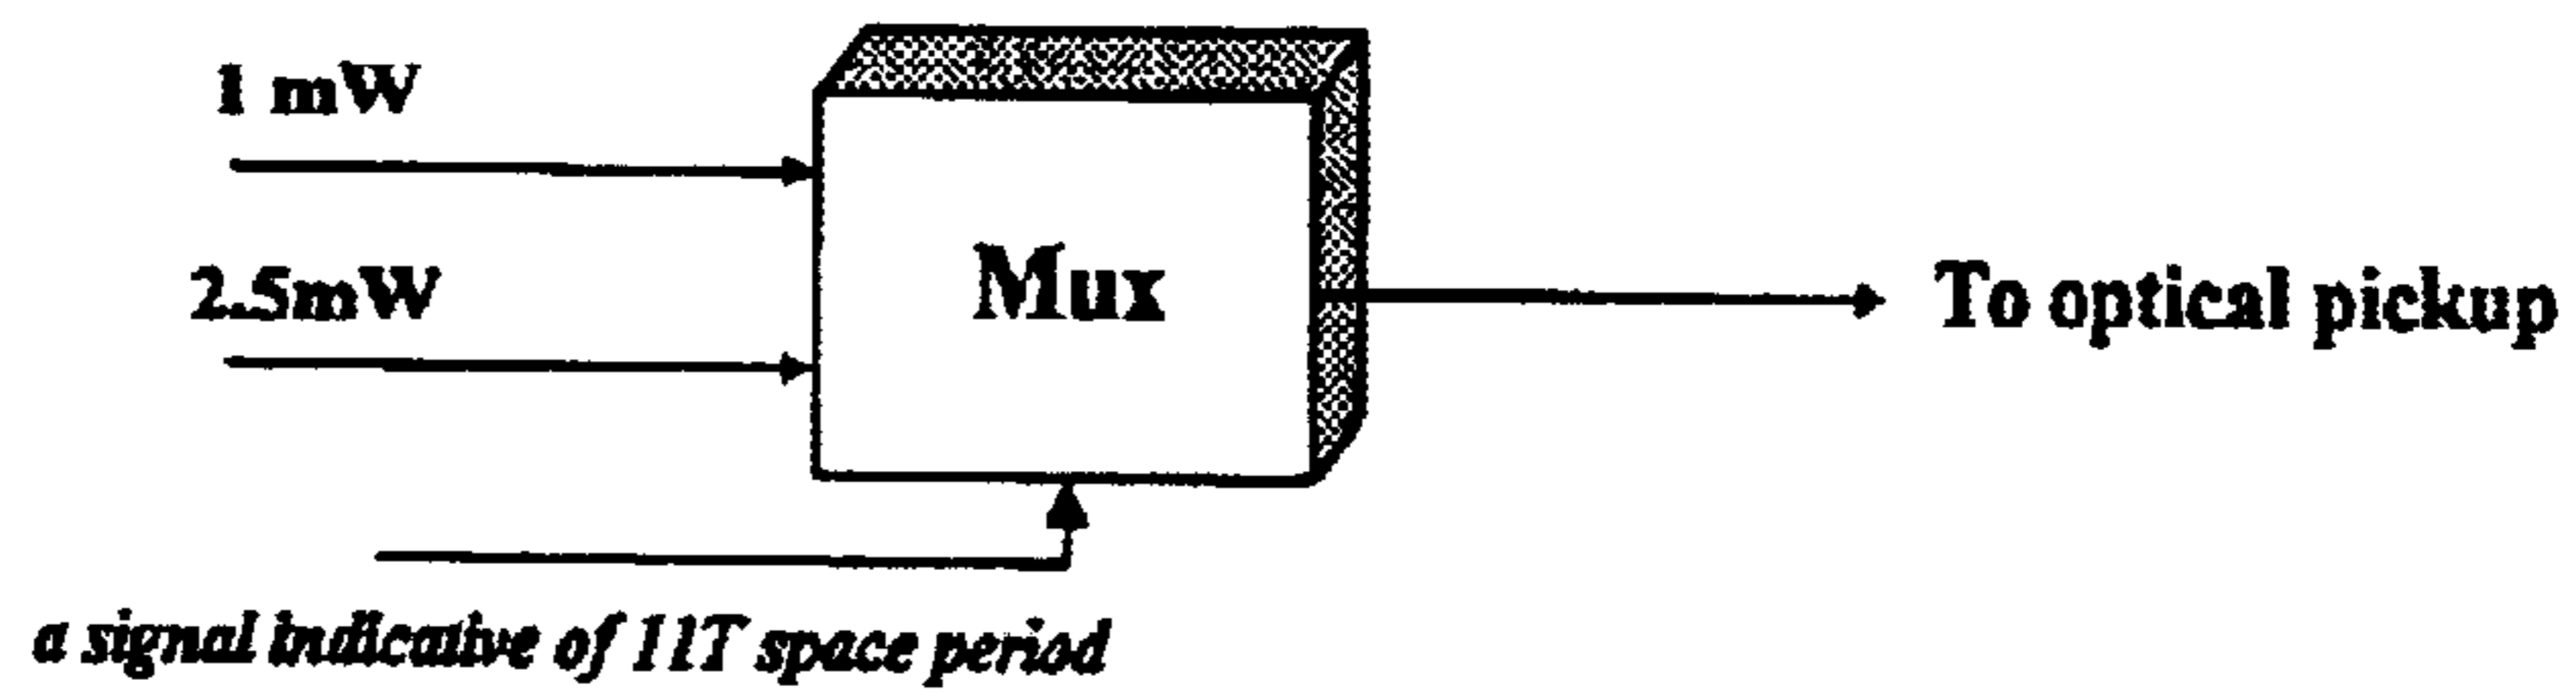 1 mW
2.5mW
Mux
To optical pickup
a signal indicative of 11T space period